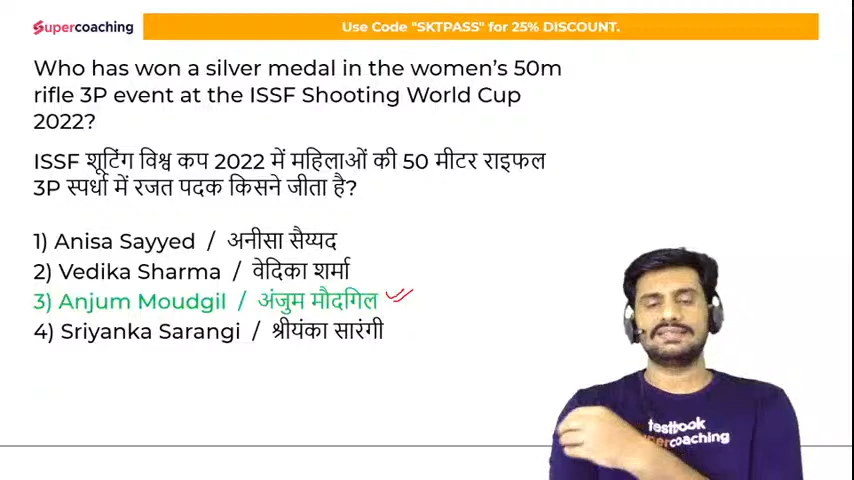 Supercoaching
Use Code "SKTPASS" for 25% DISCOUNT.
Who has won a silver medal in the women's 50m
rifle 3P event at the ISSF Shooting World Cup
2022?
ISSF शूटिंग विश्व कप 2022 में महिलाओं की 50 मीटर राइफल
3P स्पर्धा में रजत पदक किसने जीता है?
1) Anisa Sayyed / अनीसा सैय्यद
2) Vedika Sharma / वेदिका शर्मा
3) Anjum Moudgil / अंजुम मौदगिल
4) Sriyanka Sarangi / श्रीयंका सारंगी
testbook
supercoaching